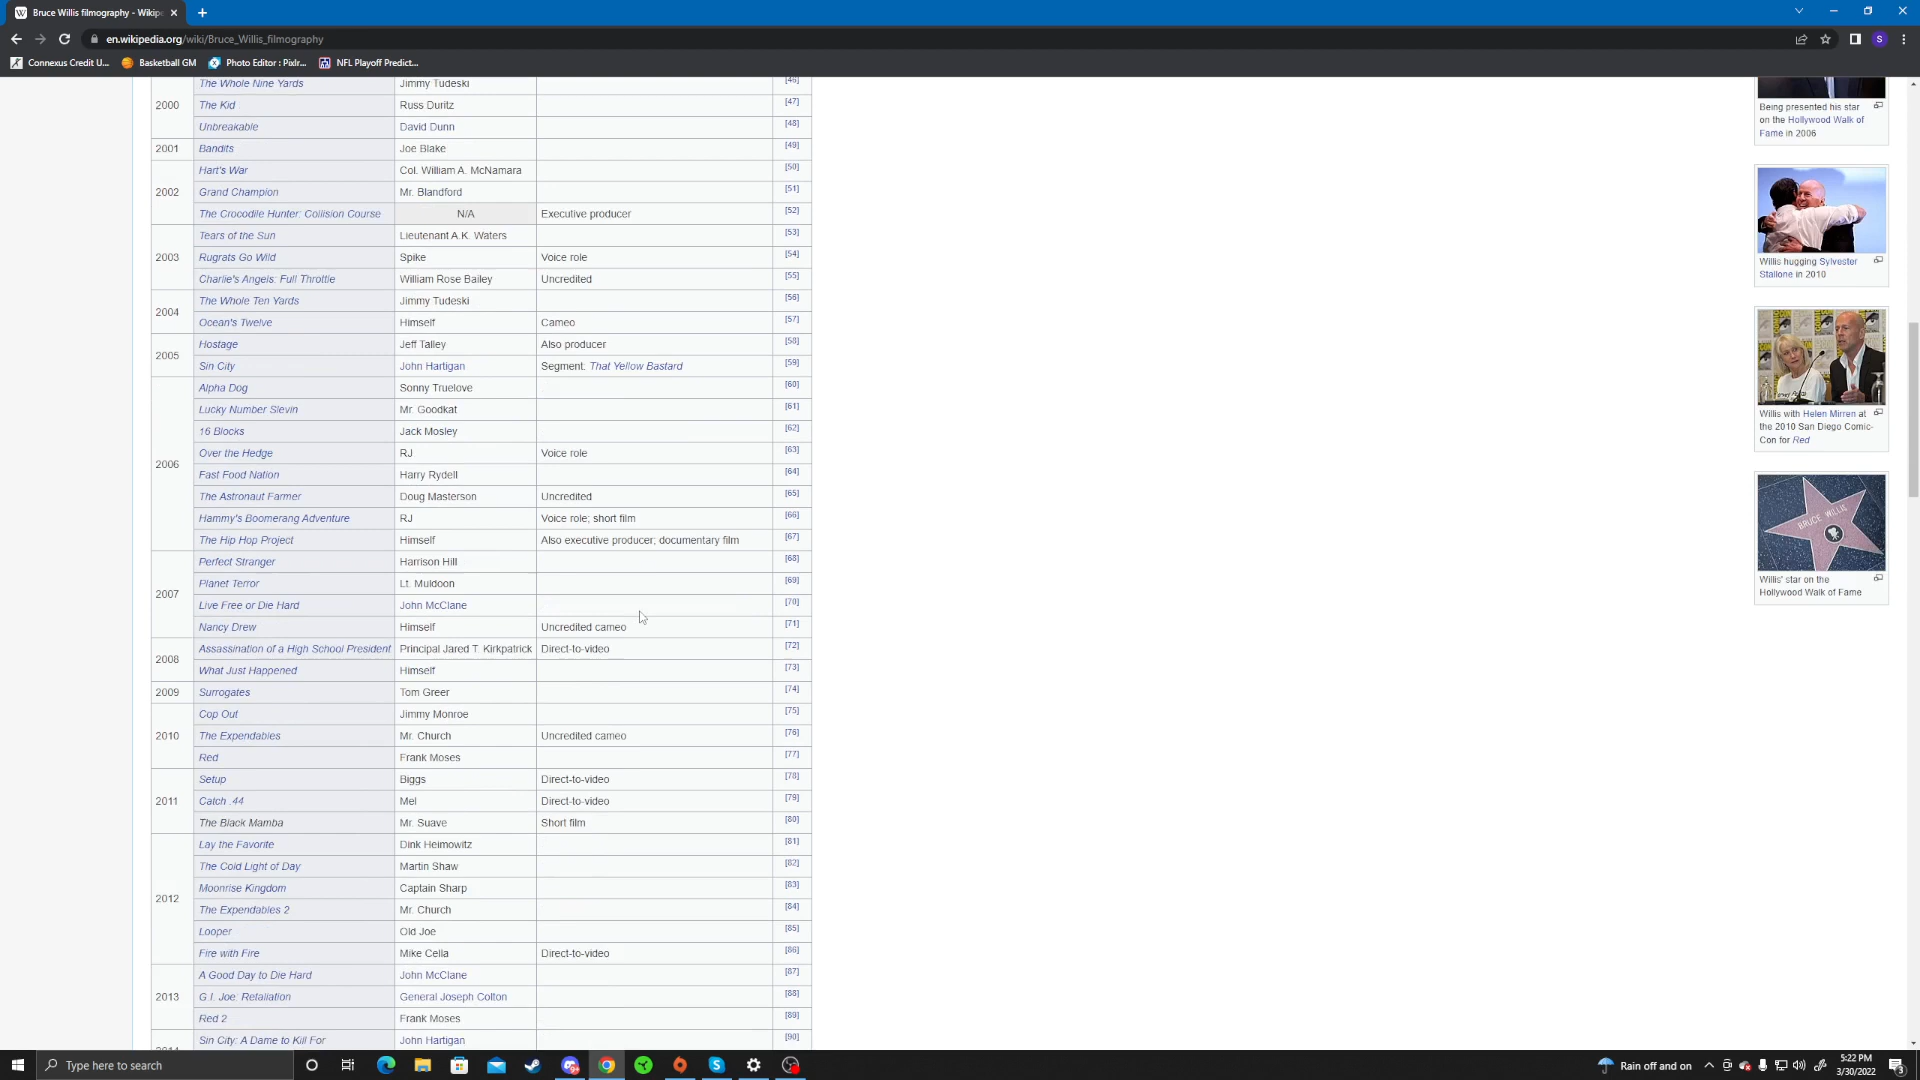 Bruce Willis filmography - Wikip
en.wikipedia.org/wiki/Bruce_Willis_filmography
Connexus Credit U... Basketball GM Photo Editor : Pixlr... NFL Playoff Predict...
The Whole Nine Yards Jimmy Tudeski [46]
2000 The Kid Russ Duritz [47]
Unbreakable David Dunn [48]
2001 Bandits Joe Blake [49]
Hart's War Col. William A. McNamara [50]
2002 Grand Champion Mr. Blandford [51]
The Crocodile Hunter: Collision Course N/A Executive producer [52]
Tears of the Sun Lieutenant A.K. Waters [53]
2003 Rugrats Go Wild Spike Voice role [54]
Charlie's Angels: Full Throttle William Rose Bailey Uncredited [55]
The Whole Ten Yards Jimmy Tudeski [56]
2004
Ocean's Twelve Himself Cameo [57]
Hostage Jeff Talley Also producer [58]
2005
Sin City John Hartigan Segment: That Yellow Bastard [59]
Alpha Dog Sonny Truelove [60]
Lucky Number Slevin Mr. Goodkat [61]
16 Blocks Jack Mosley [62]
Over the Hedge RJ Voice role [63]
2006
Fast Food Nation Harry Rydell [64]
The Astronaut Farmer Doug Masterson Uncredited [65]
Hammy's Boomerang Adventure RJ Voice role; short film [66]
The Hip Hop Project Himself Also executive producer; documentary film [67]
Perfect Stranger Harrison Hill [68]
Planet Terror Lt. Muldoon [69]
2007
Live Free or Die Hard John McClane [70]
Nancy Drew Himself Uncredited cameo [71]
Assassination of a High School President Principal Jared T. Kirkpatrick Direct-to-video [72]
2008
What Just Happened Himself [73]
2009 Surrogates Tom Greer [74]
Cop Out Jimmy Monroe [75]
2010 The Expendables Mr. Church Uncredited cameo [76]
Red Frank Moses [77]
Setup Biggs Direct-to-video [78]
2011 Catch .44 Mel Direct-to-video [79]
The Black Mamba Mr. Suave Short film [80]
Lay the Favorite Dink Heimowitz [81]
The Cold Light of Day Martin Shaw [82]
Moonrise Kingdom Captain Sharp [83]
2012
The Expendables 2 Mr. Church [84]
Looper Old Joe [85]
Fire with Fire Mike Cella Direct-to-video [86]
A Good Day to Die Hard John McClane [87]
2013 G.I. Joe: Retaliation General Joseph Colton [88]
Red 2 Frank Moses [89]
Sin City: A Dame to Kill For John Hartigan [90]
Being presented his star
on the Hollywood Walk of
Fame in 2006
Willis hugging Sylvester
Stallone in 2010
Willis with Helen Mirren at
the 2010 San Diego Comic-
Con for Red
BRUCE WILLIS
Willis' star on the
Hollywood Walk of Fame
Type here to search
Rain off and on
5:22 PM
3/30/2022
3